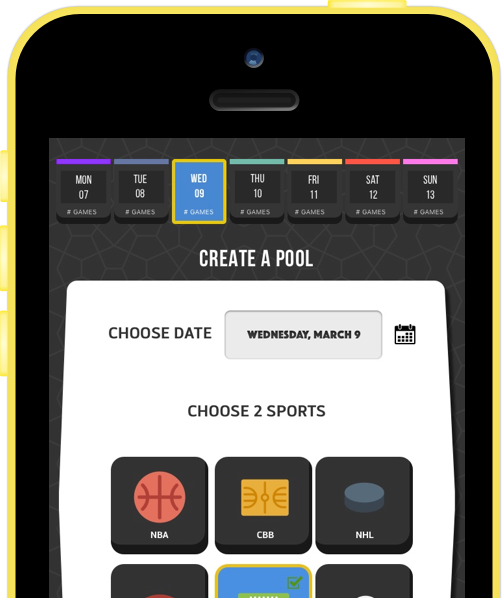 MON TUE WED THU FRI SAT SUN
07 08 09 10 11 12 13
# GAMES # GAMES # GAMES # GAMES # GAMES # GAMES # GAMES
CREATE A POOL
CHOOSE DATE WEDNESDAY, MARCH 9
CHOOSE 2 SPORTS
NBA CBB NHL